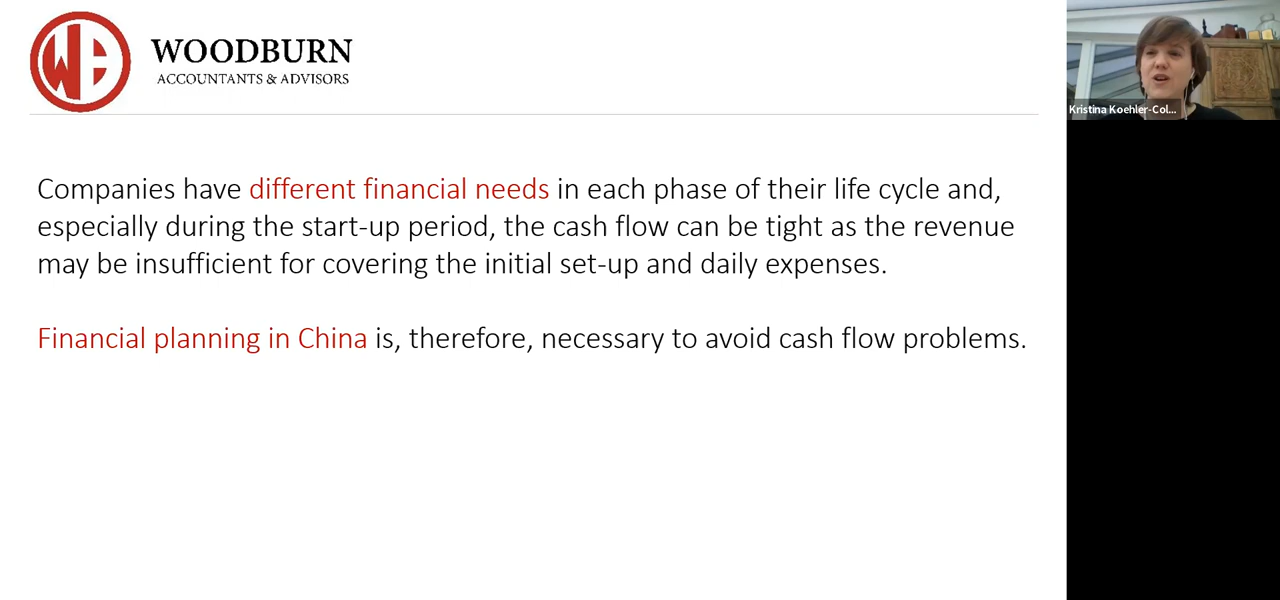 WOODBURN
ACCOUNTANTS & ADVISORS
Kristina Koehler-Col...
Companies have different financial needs in each phase of their life cycle and,
especially during the start-up period, the cash flow can be tight as the revenue
may be insufficient for covering the initial set-up and daily expenses.
Financial planning in China is, therefore, necessary to avoid cash flow problems.